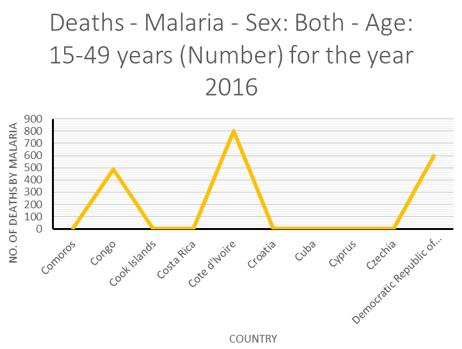 Deaths - Malaria - Sex: Both - Age:
15-49 years (Number) for the year
2016
NO. OF DEATHS BY MALARIA
900
800
700
600
500
400
300
200
100
0
Comoros
Congo
Cook Islands
Costa Rica
Cote d'Ivoire
Croatia
Cuba
Cyprus
Czechia
Democratic Republic of...
COUNTRY